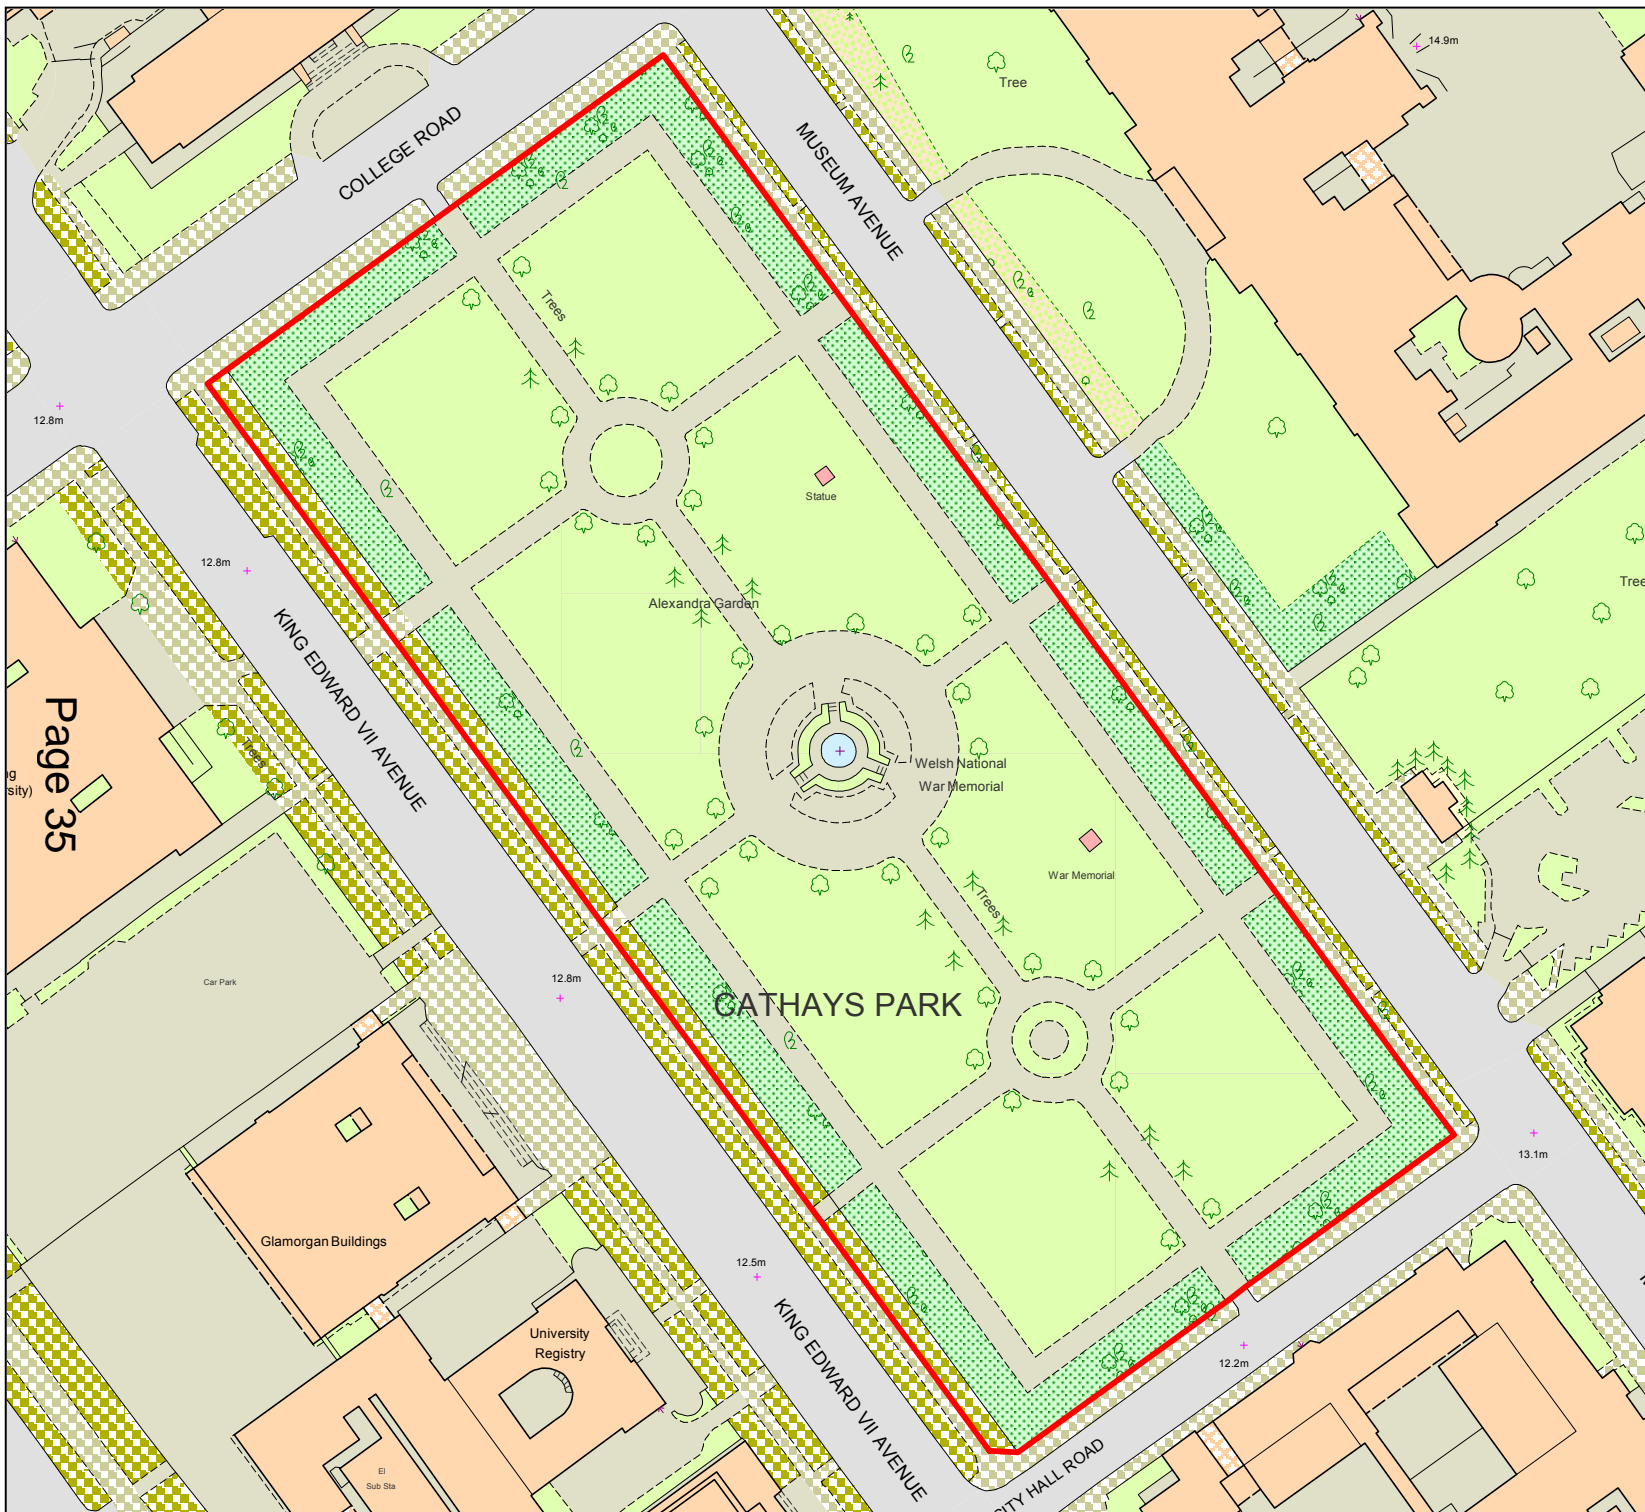 14.9m
Tree
COLLEGE ROAD
MUSEUM AVENUE
Trees
12.8m
Statue
12.8m
Tree
Alexandra Garden
KING EDWARD VII AVENUE
Page 35
Trees
Welsh National
War Memorial
sity)
War Memorial
Trees
Car Park
12.8m
CATHAYS PARK
13.1m
Glamorgan Buildings
12.5m
University
Registry
KING EDWARD VII AVENUE
12.2m
CITY HALL ROAD
El
Sub Sta